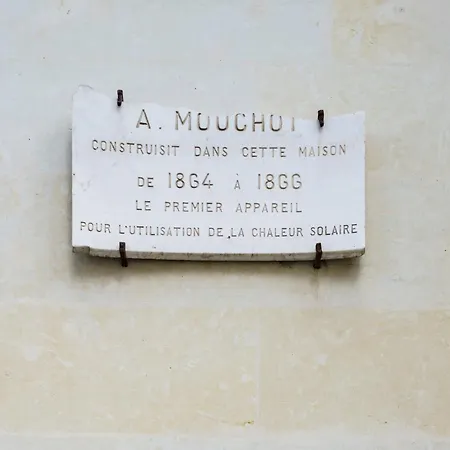 A. MOUCHOT
CONSTRUISIT DANS CETTE MAISON
DE 1864 à 1866
LE PREMIER APPAREIL
POUR L'UTILISATION DE LA CHALEUR SOLAIRE